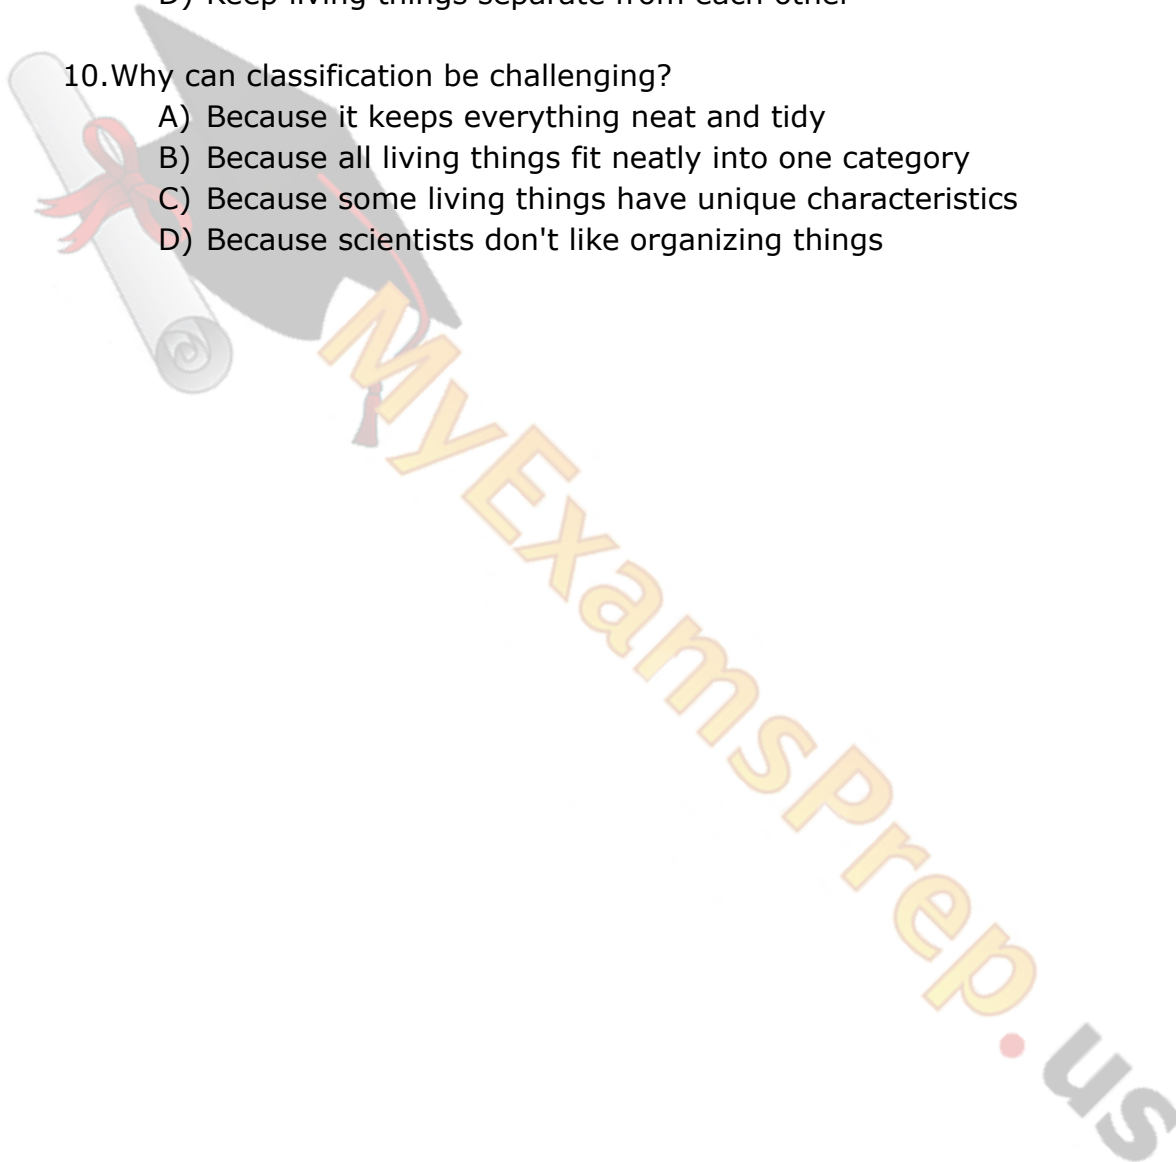 D) Keep living things separate from each other
10.Why can classification be challenging?
A) Because it keeps everything neat and tidy
B) Because all living things fit neatly into one category
C) Because some living things have unique characteristics
D) Because scientists don't like organizing things
MyExamsPrep.us